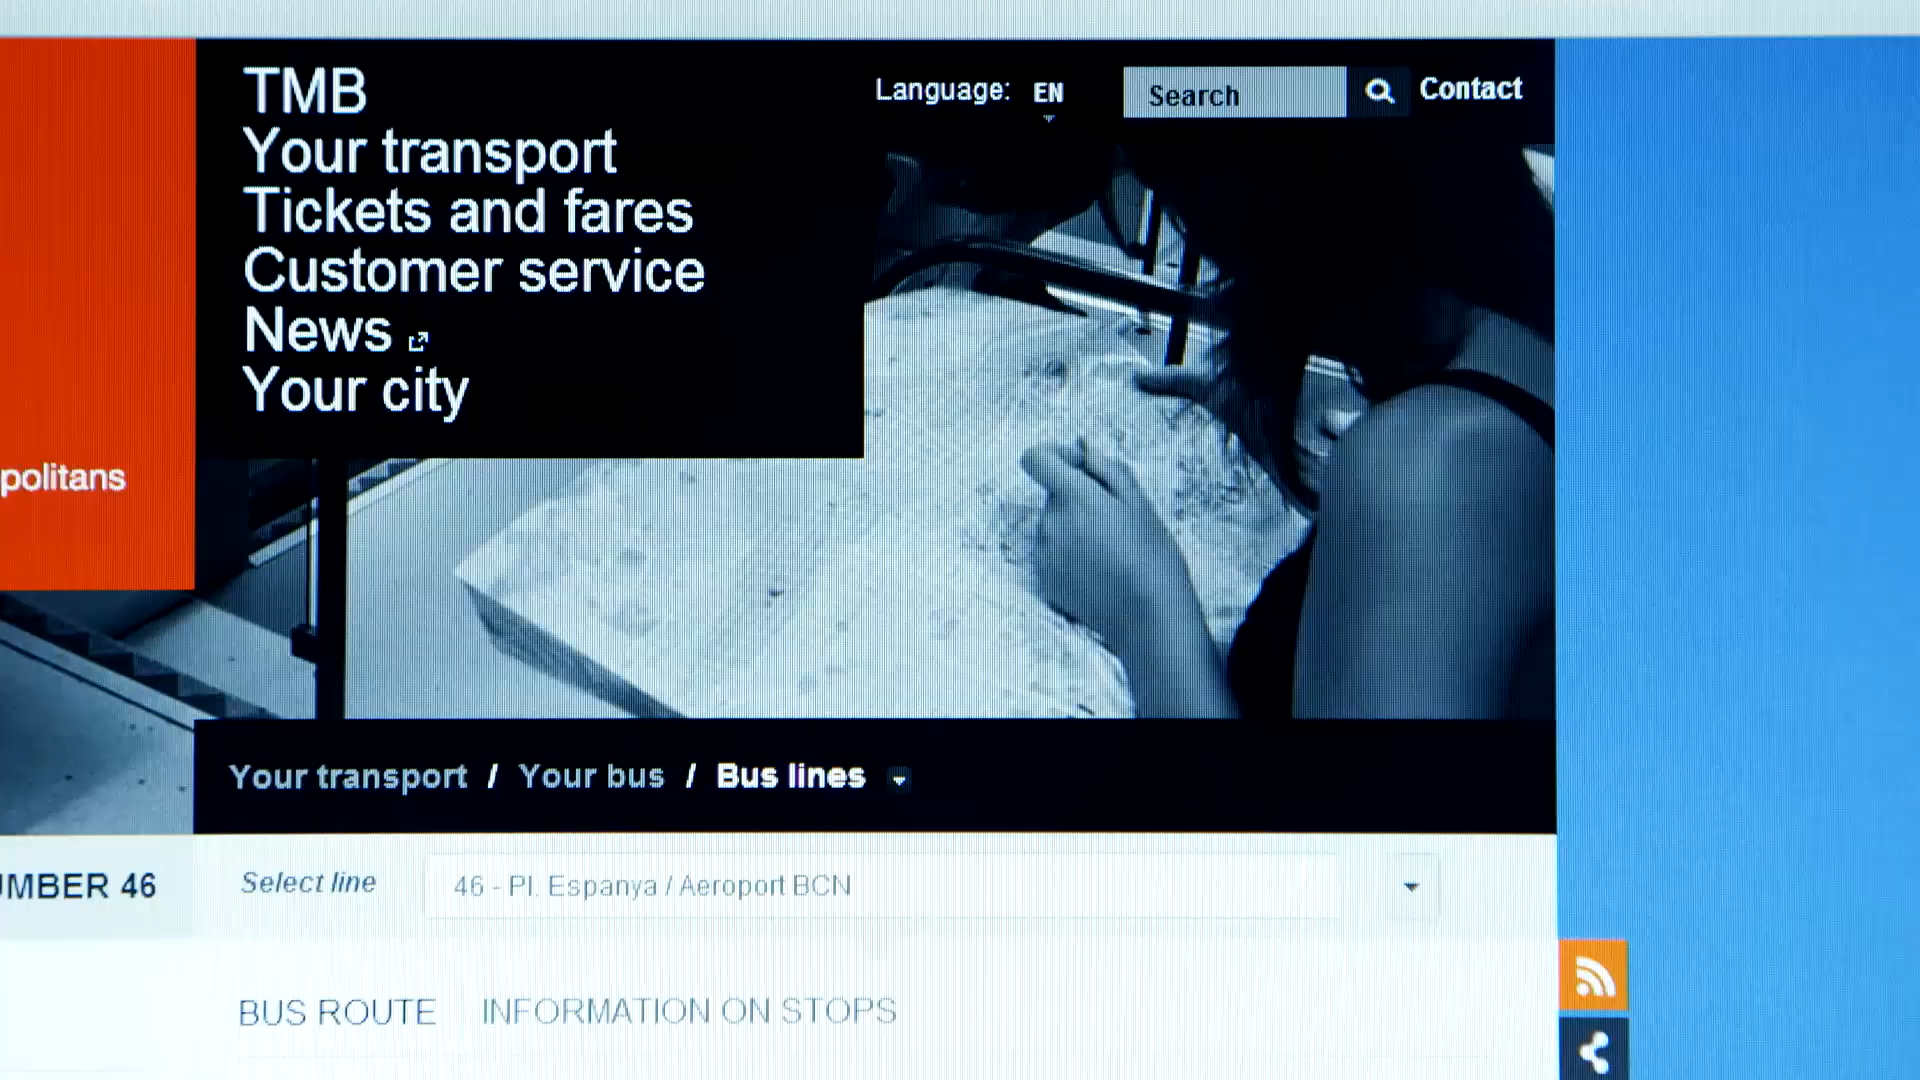 TMB
Your transport
Tickets and fares
Customer service
News
Your city
Language: EN
Search
Contact
politans
Your transport / Your bus / Bus lines
UMBER 46
Select line
46 - Pl. Espanya / Aeroport BCN
BUS ROUTE
INFORMATION ON STOPS